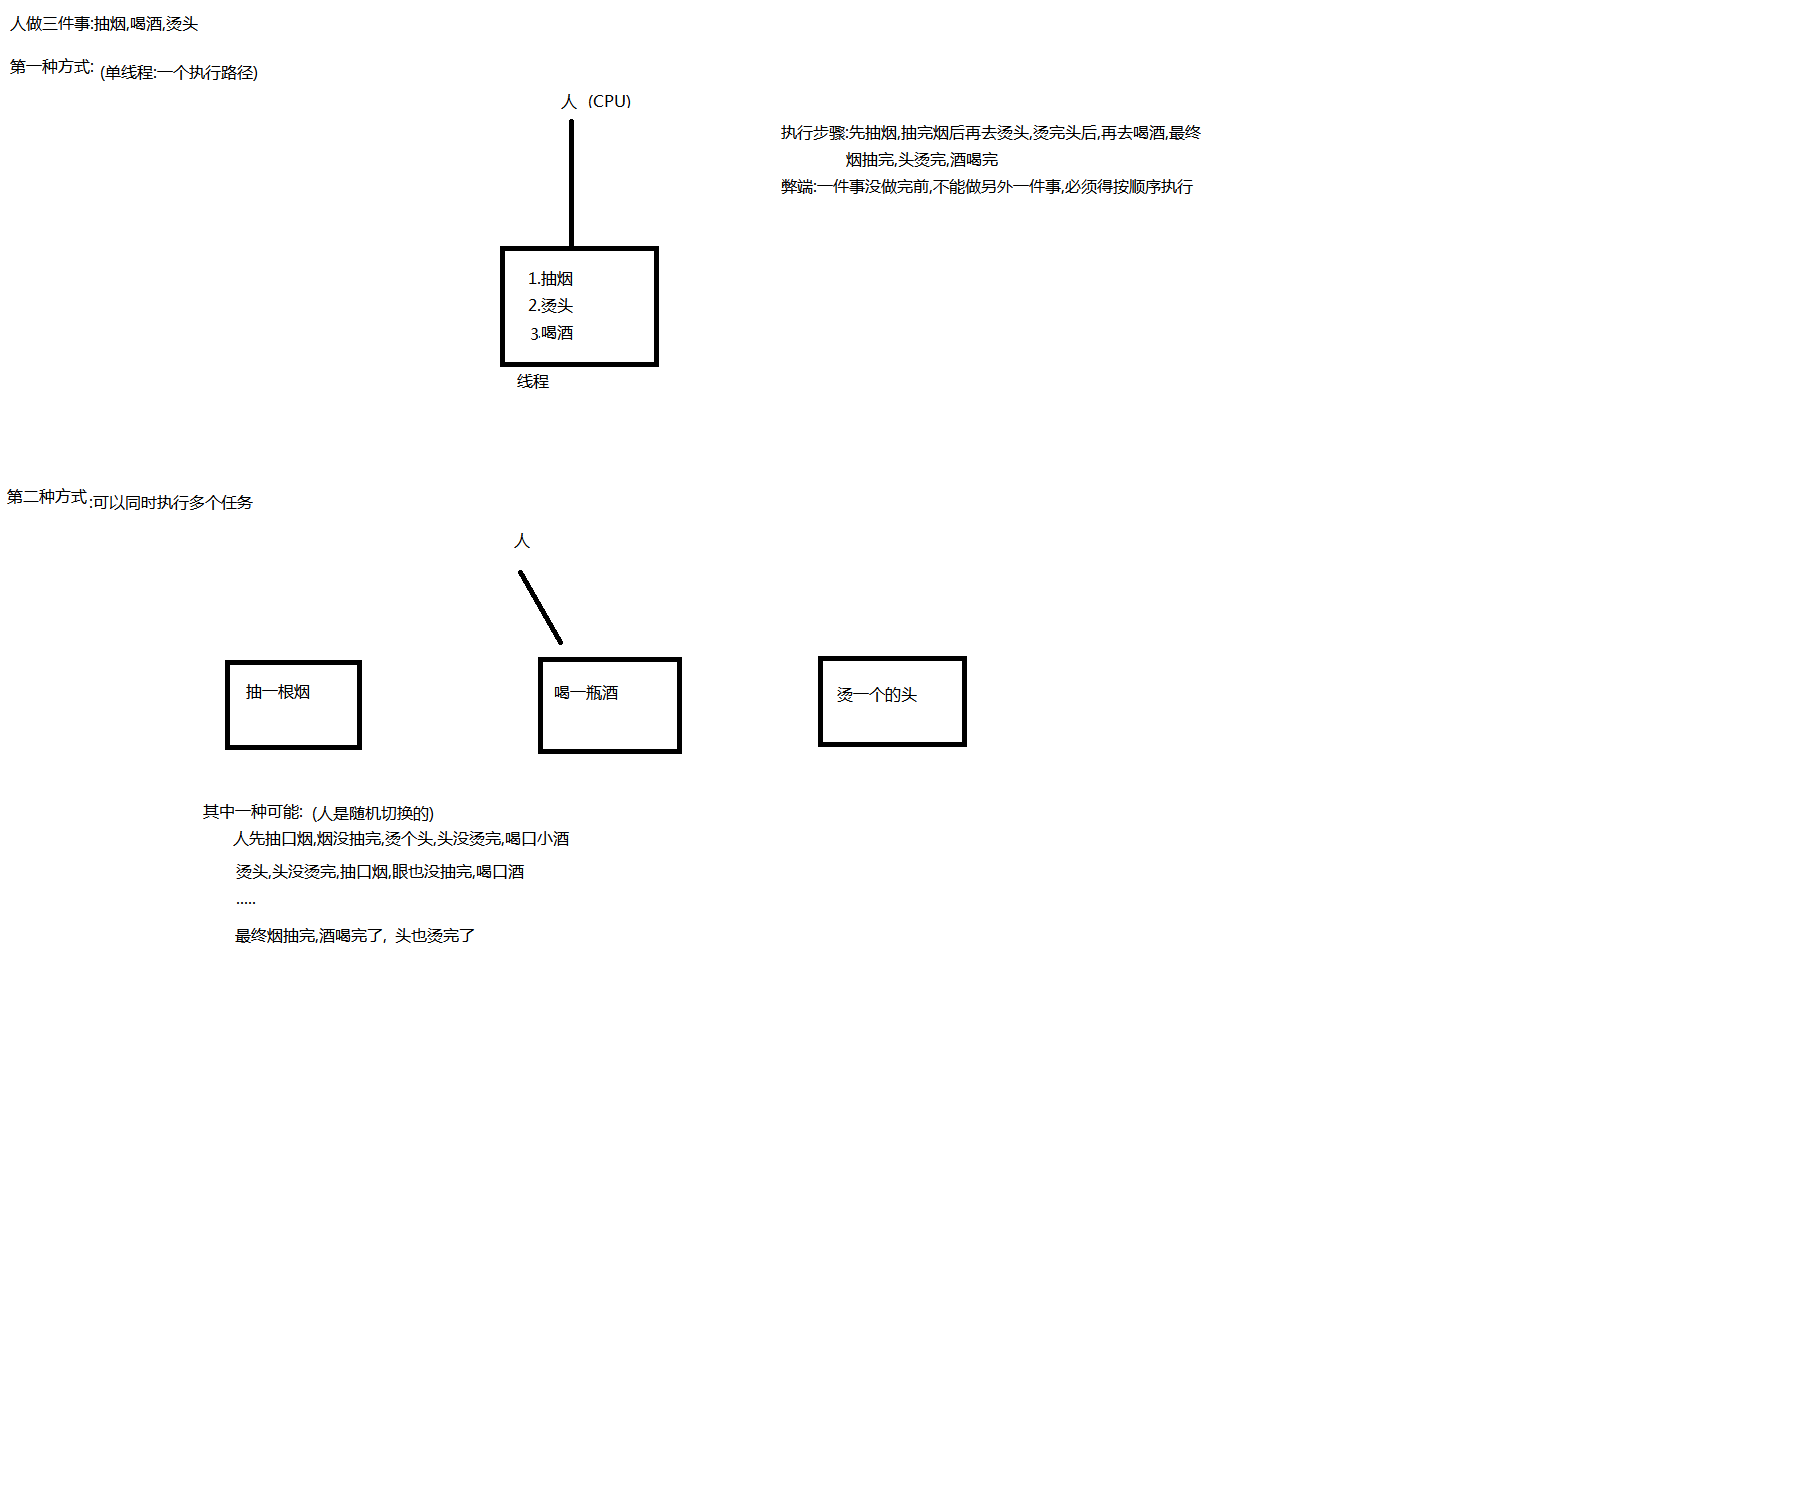 人做三件事:抽烟,喝酒,烫头
第一种方式: (单线程:一个执行路径)
人 (CPU)
执行步骤:先抽烟,抽完烟后再去烫头,烫完头后,再去喝酒,最终
烟抽完,头烫完,酒喝完
弊端:一件事没做完前,不能做另外一件事,必须得按顺序执行
1.抽烟
2.烫头
3.喝酒
线程
第二种方式:可以同时执行多个任务
人
抽一根烟
喝一瓶酒
烫一个的头
其中一种可能: (人是随机切换的)
人先抽口烟,烟没抽完,烫个头,头没烫完,喝口小酒
烫头,头没烫完,抽口烟,眼也没抽完,喝口酒
.....
最终烟抽完,酒喝完了, 头也烫完了